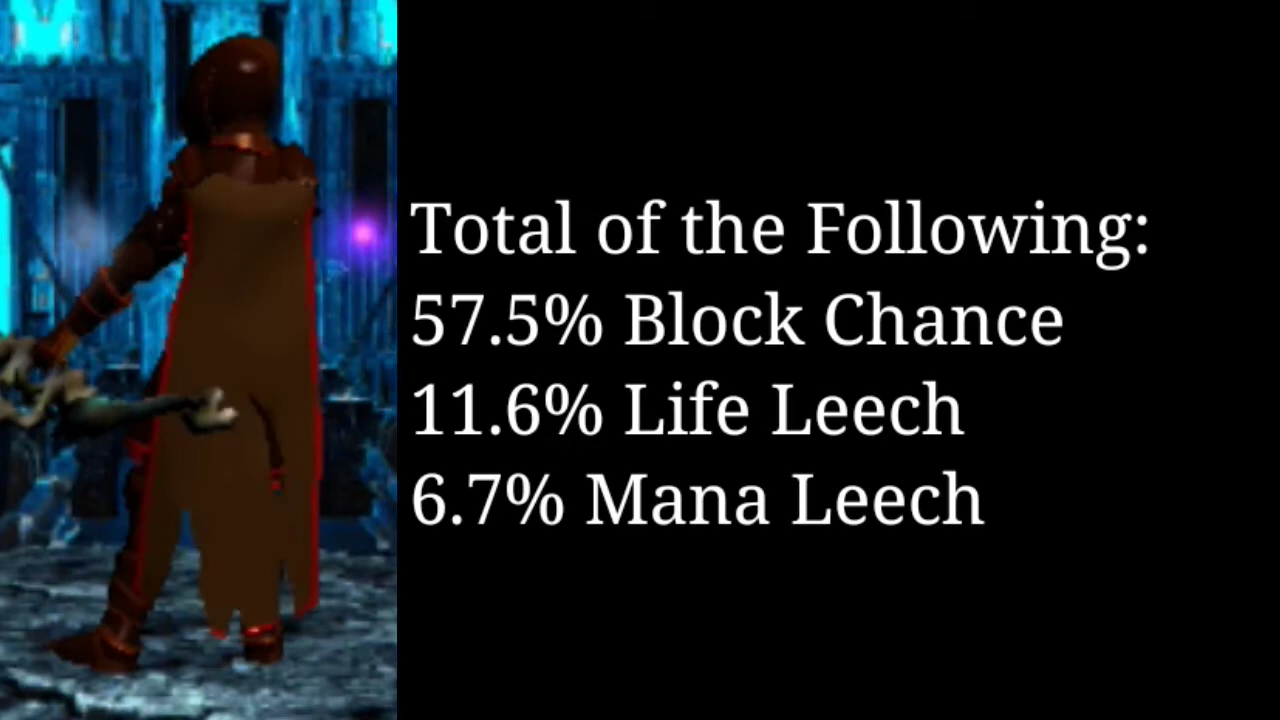 Total of the Following:
57.5% Block Chance
11.6% Life Leech
6.7% Mana Leech